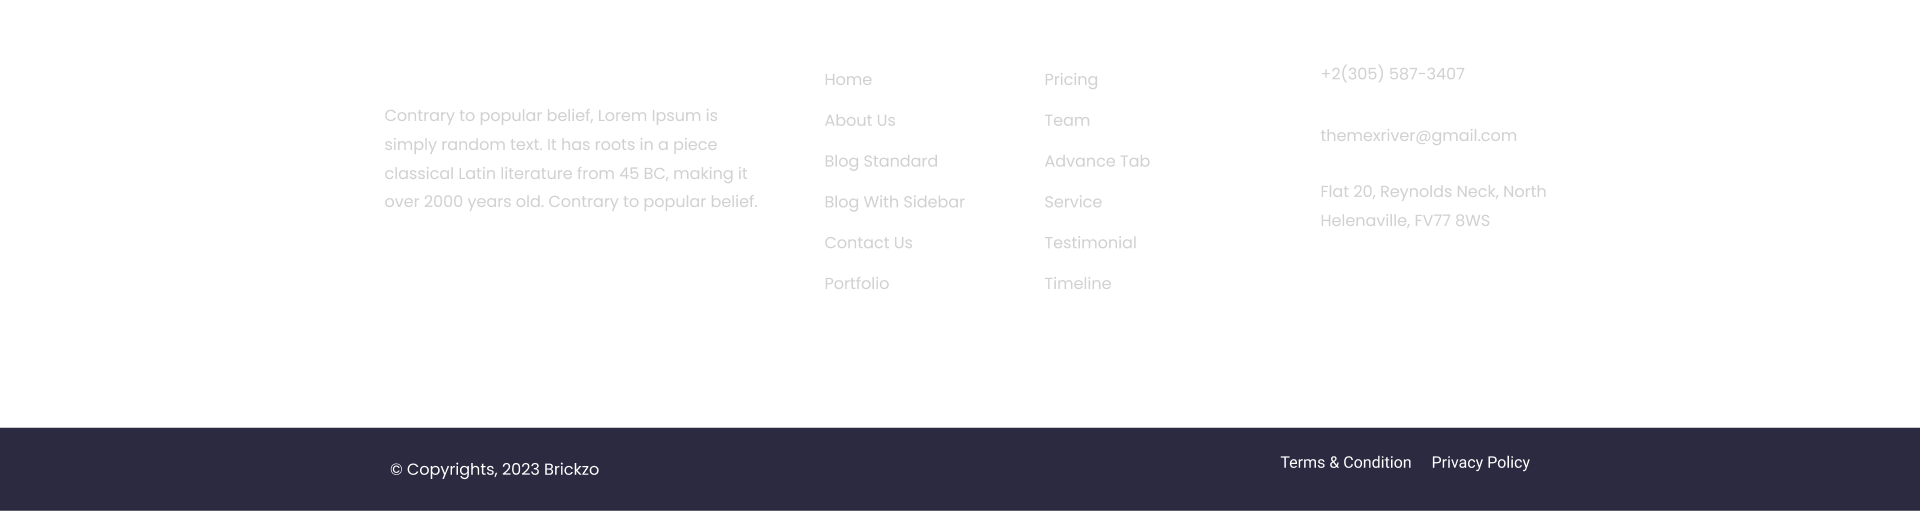 Contrary to popular belief, Lorem Ipsum is
simply random text. It has roots in a piece
classical Latin literature from 45 BC, making it
over 2000 years old. Contrary to popular belief.
Home
About Us
Blog Standard
Blog With Sidebar
Contact Us
Portfolio
Pricing
Team
Advance Tab
Service
Testimonial
Timeline
+2(305) 587-3407
themexriver@gmail.com
Flat 20, Reynolds Neck, North
Helenaville, FV77 8WS
© Copyrights, 2023 Brickzo
Terms & Condition
Privacy Policy